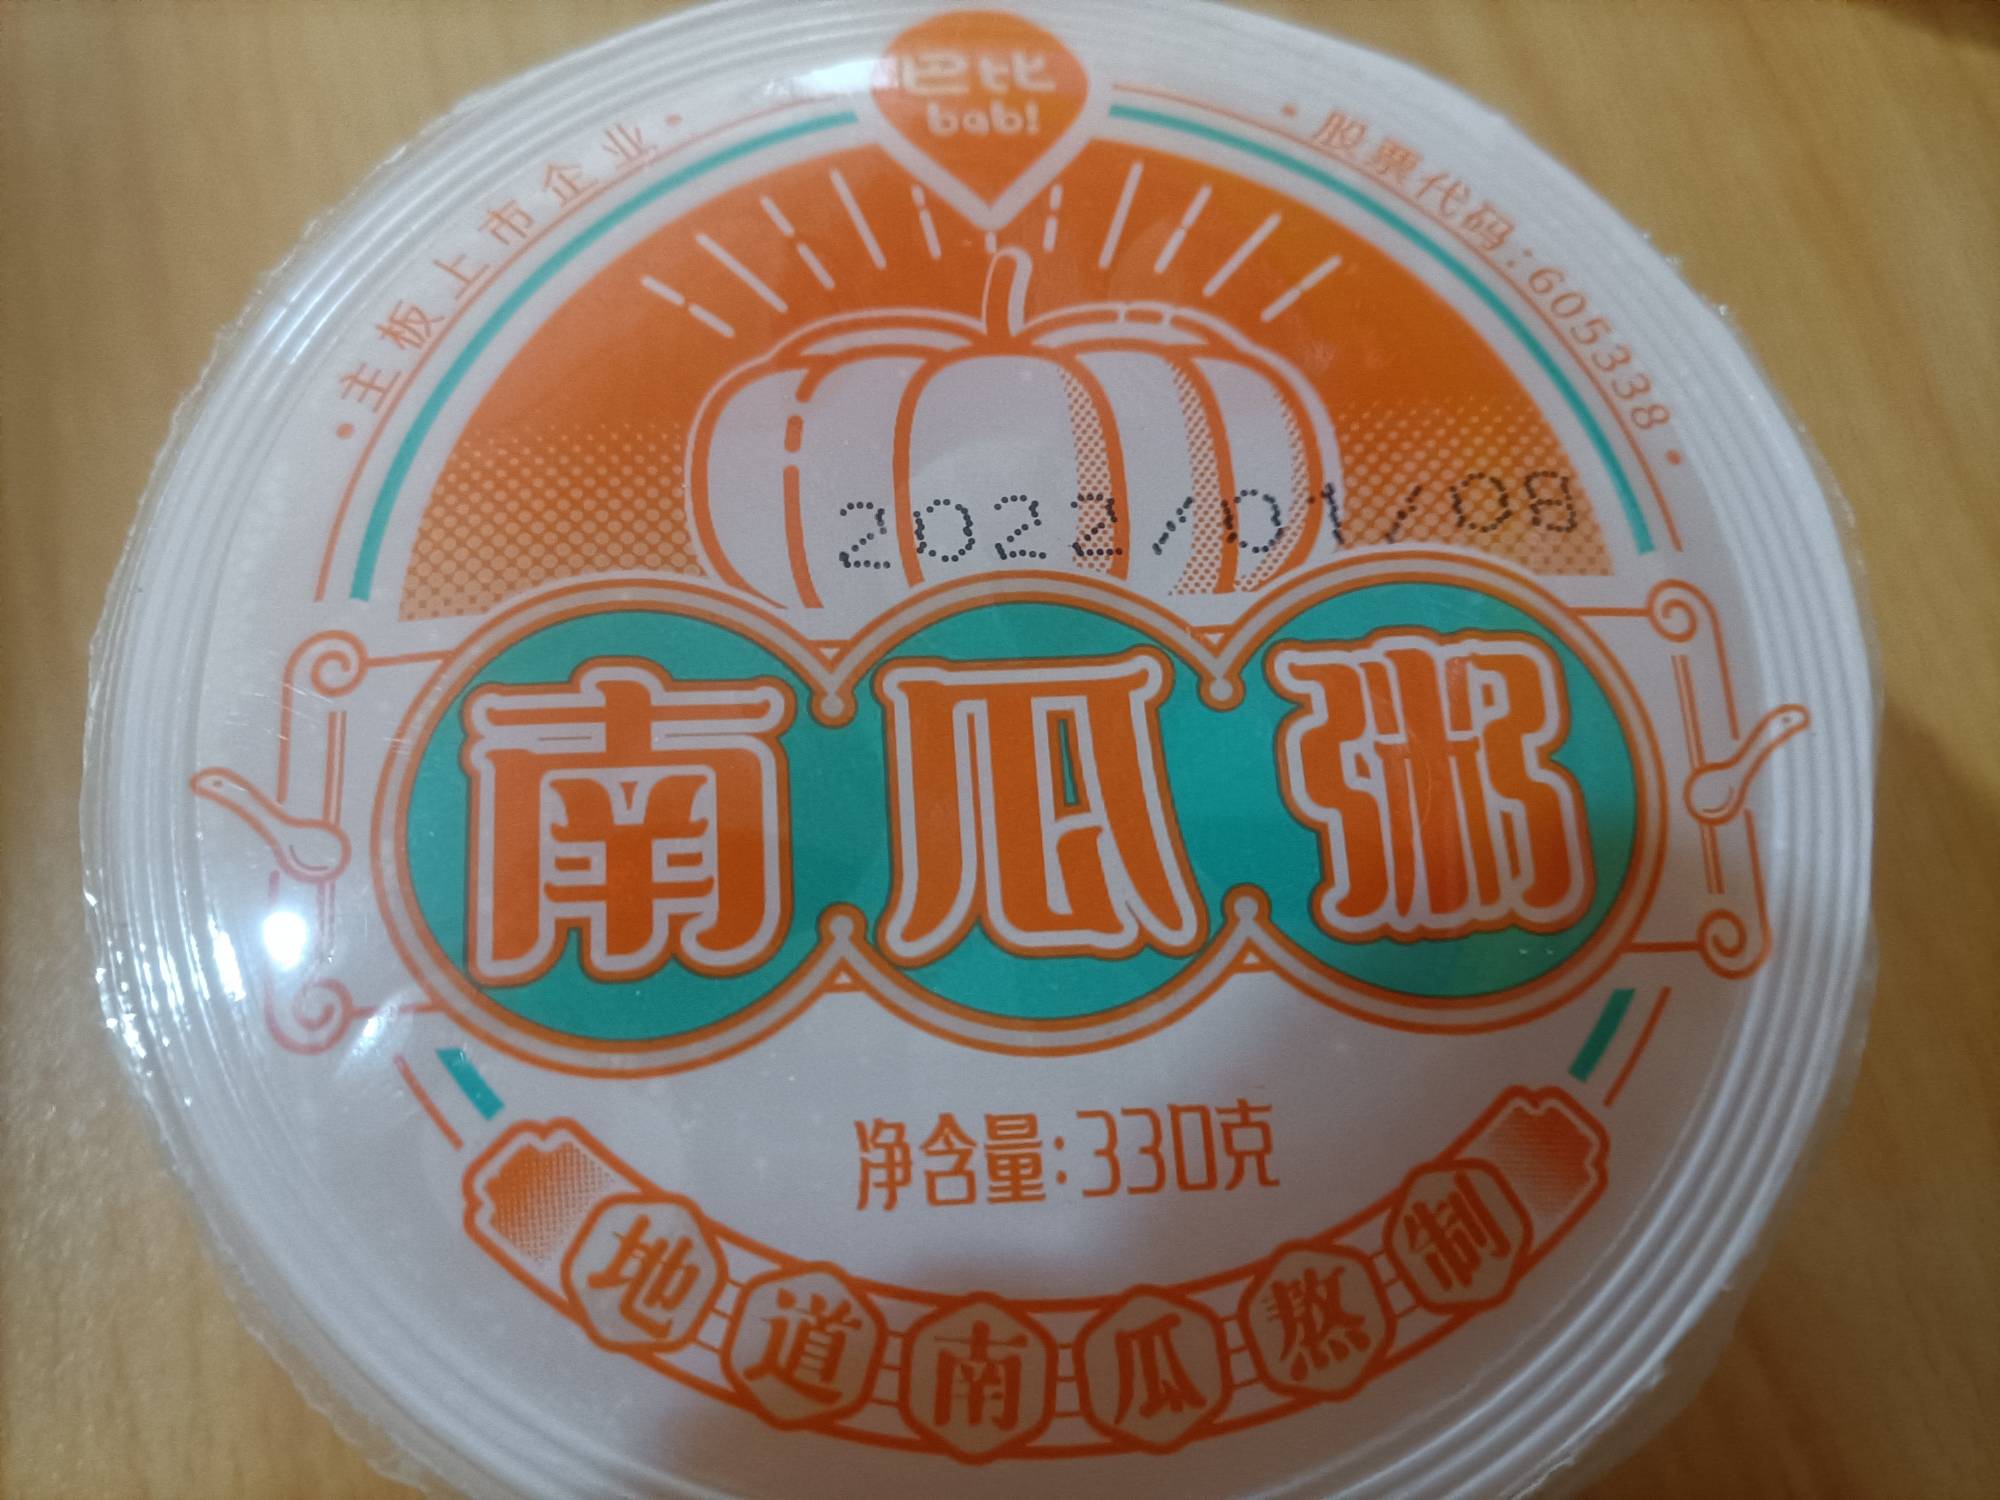 巴比
babi
·主板上市企业·
·股票代码:605338·
2022/01/08
南瓜粥
净含量:330克
地道南瓜熬制